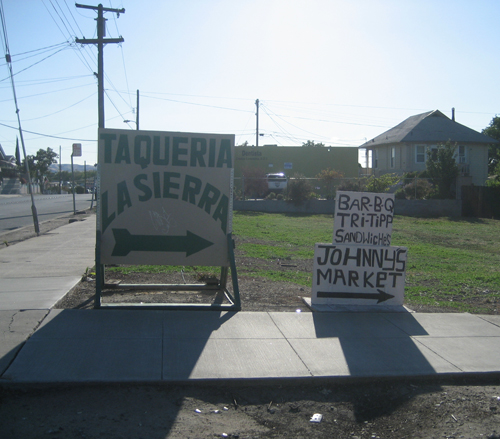 TAQUERIA
LA SIERRA
BAR-B-Q
TRI-TIPP
SANDWICHES
JOHNNYS
MARKET